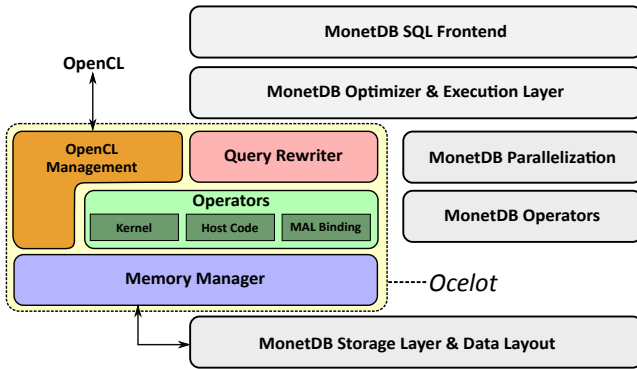 MonetDB SQL Frontend
OpenCL
MonetDB Optimizer & Execution Layer
OpenCL
Management
Query Rewriter
MonetDB Parallelization
Operators
Kernel
Host Code
MAL Binding
MonetDB Operators
Memory Manager
Ocelot
MonetDB Storage Layer & Data Layout